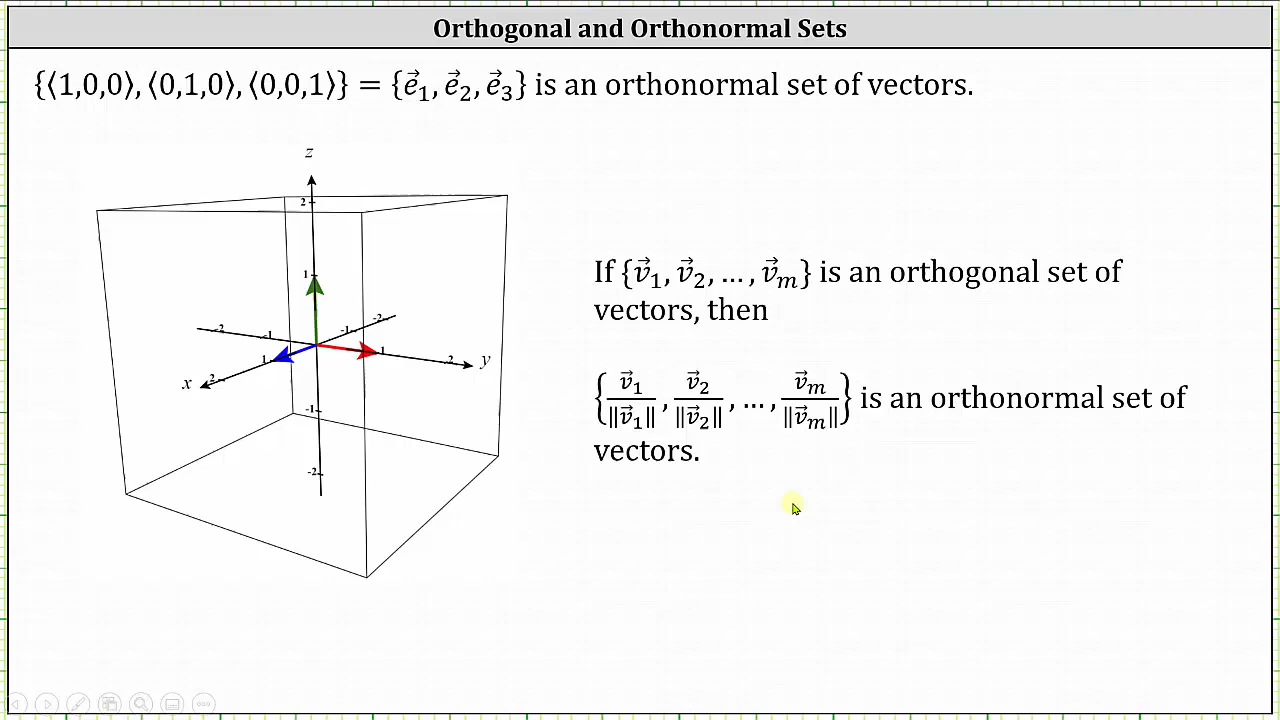 Orthogonal and Orthonormal Sets
{⟨1,0,0⟩, ⟨0,1,0⟩, ⟨0,0,1⟩} = {e⃗₁, e⃗₂, e⃗₃} is an orthonormal set of vectors.
z
2
1
-2 -1 -1 -2
1 1 2 y
x 2
-1
-2
If {v⃗₁, v⃗₂, … , v⃗ₘ} is an orthogonal set of
vectors, then
{v⃗₁/‖v⃗₁‖, v⃗₂/‖v⃗₂‖, … , v⃗ₘ/‖v⃗ₘ‖} is an orthonormal set of
vectors.